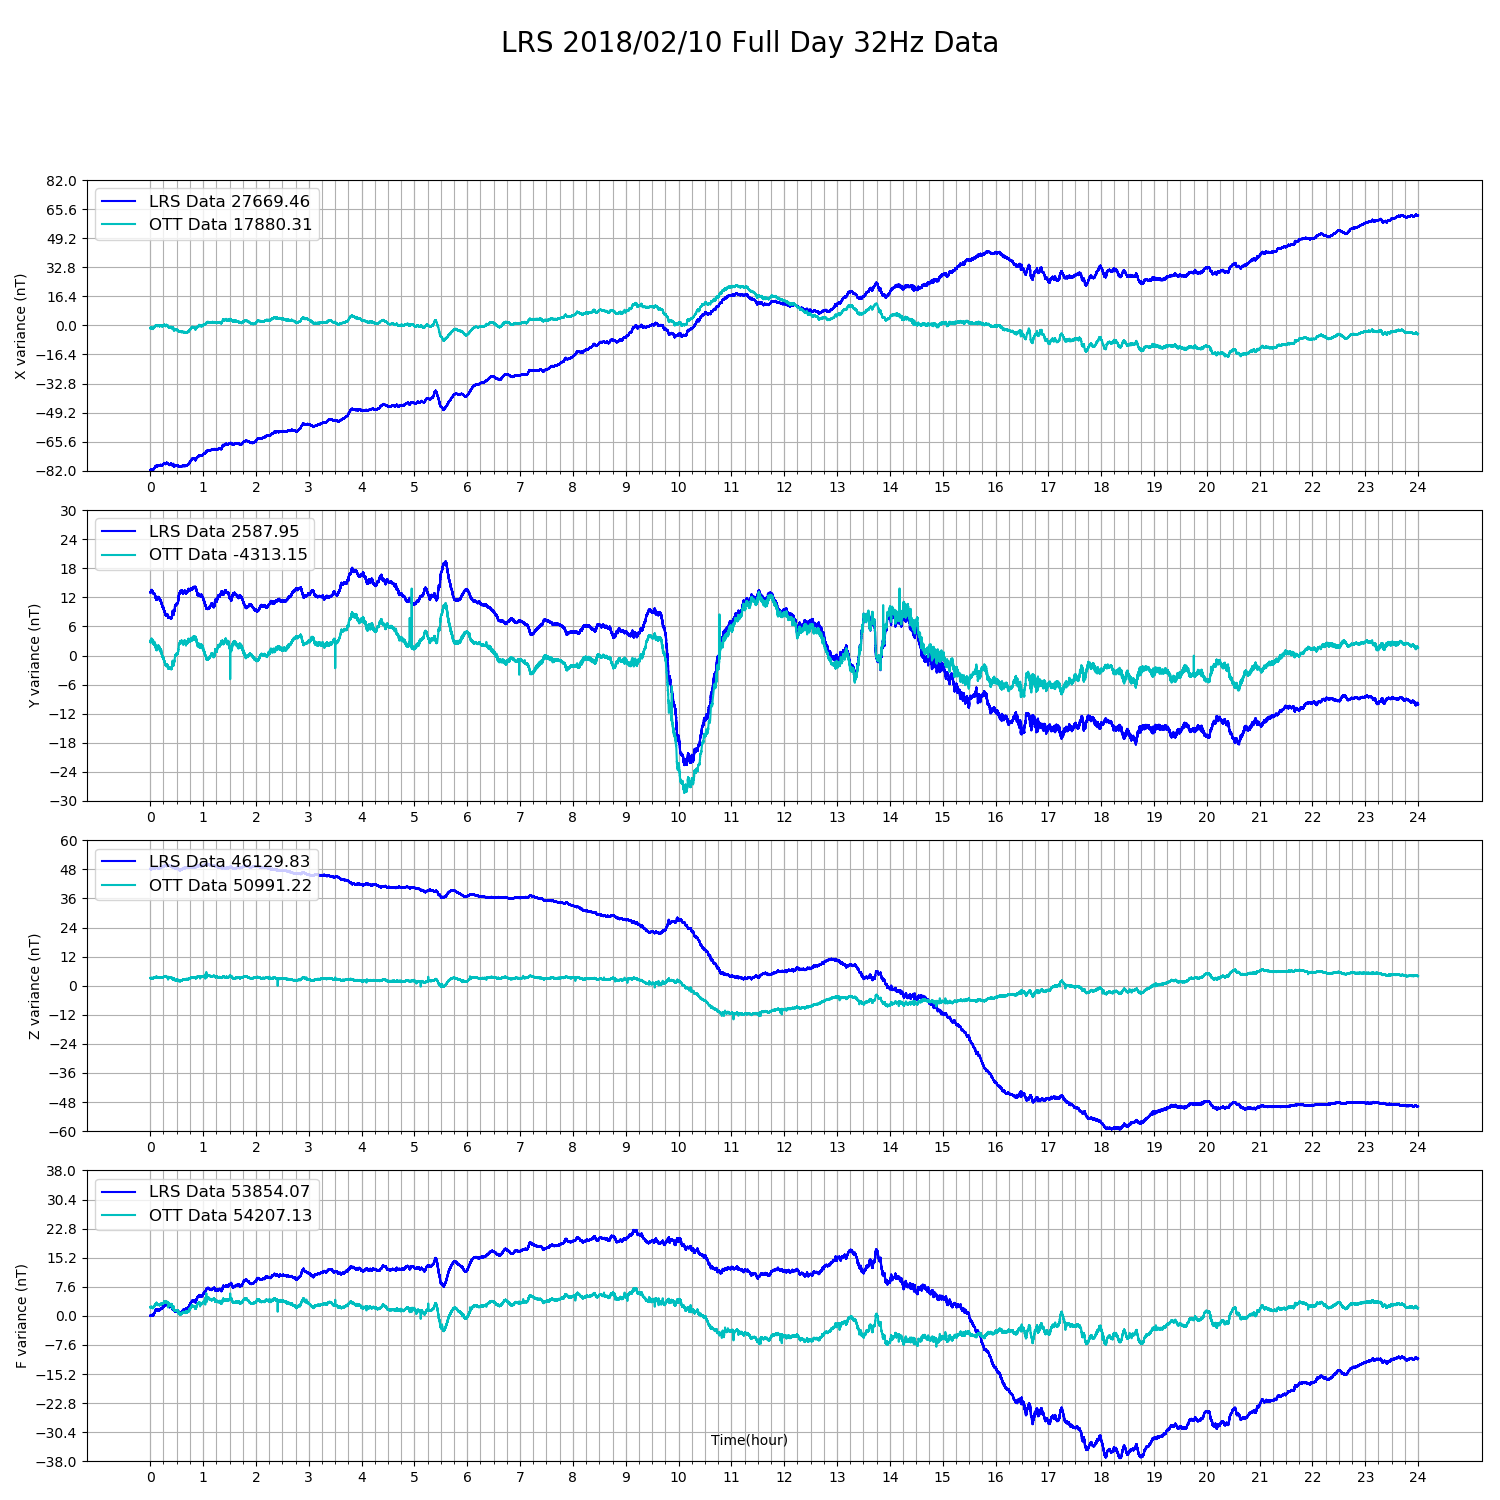 LRS 2018/02/10 Full Day 32Hz Data
82.0
65.6
49.2
32.8
16.4
0.0
−16.4
−32.8
−49.2
−65.6
−82.0
X variance (nT)
LRS Data 27669.46
OTT Data 17880.31
0 1 2 3 4 5 6 7 8 9 10 11 12 13 14 15 16 17 18 19 20 21 22 23 24
30
24
18
12
6
0
−6
−12
−18
−24
−30
Y variance (nT)
LRS Data 2587.95
OTT Data -4313.15
0 1 2 3 4 5 6 7 8 9 10 11 12 13 14 15 16 17 18 19 20 21 22 23 24
60
48
36
24
12
0
−12
−24
−36
−48
−60
Z variance (nT)
LRS Data 46129.83
OTT Data 50991.22
0 1 2 3 4 5 6 7 8 9 10 11 12 13 14 15 16 17 18 19 20 21 22 23 24
38.0
30.4
22.8
15.2
7.6
0.0
−7.6
−15.2
−22.8
−30.4
−38.0
F variance (nT)
LRS Data 53854.07
OTT Data 54207.13
Time(hour)
0 1 2 3 4 5 6 7 8 9 10 11 12 13 14 15 16 17 18 19 20 21 22 23 24